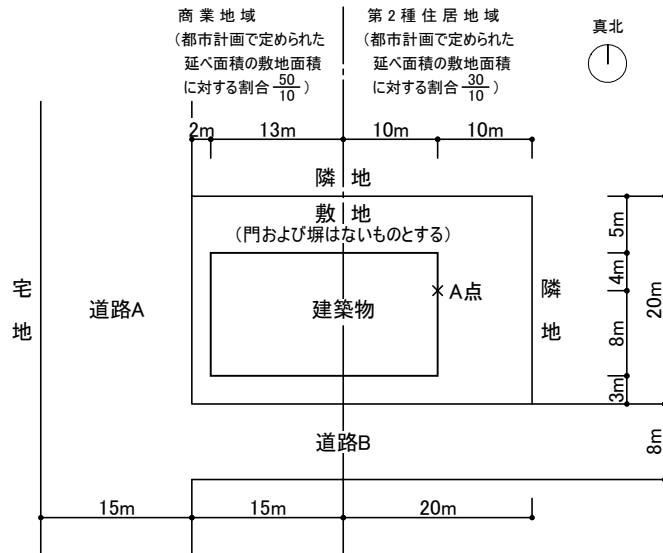 商業地域
(都市計画で定められた
延べ面積の敷地面積
に対する割合 50/10 )
第2種住居地域
(都市計画で定められた
延べ面積の敷地面積
に対する割合 30/10 )
真北
2m
13m
10m
10m
隣地
敷地
(門および塀はないものとする)
5m
4m
8m
3m
20m
宅地
道路A
建築物
A点
隣地
道路B
8m
15m
15m
20m